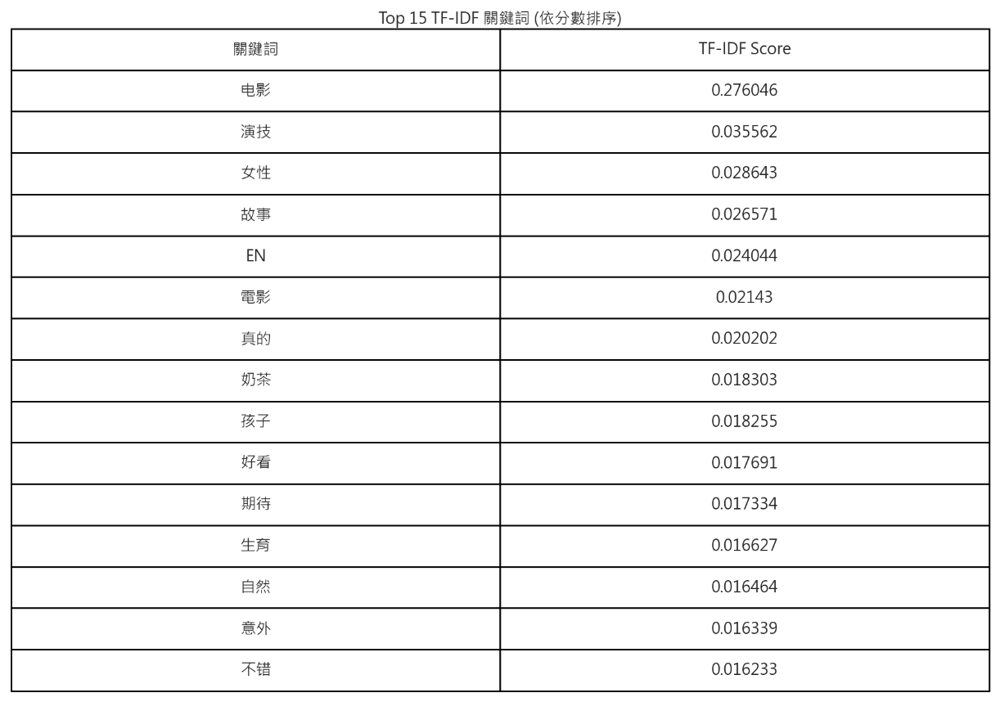 Top 15 TF-IDF 關鍵詞 (依分數排序)
關鍵詞 TF-IDF Score
电影 0.276046
演技 0.035562
女性 0.028643
故事 0.026571
EN 0.024044
電影 0.02143
真的 0.020202
奶茶 0.018303
孩子 0.018255
好看 0.017691
期待 0.017334
生育 0.016627
自然 0.016464
意外 0.016339
不错 0.016233